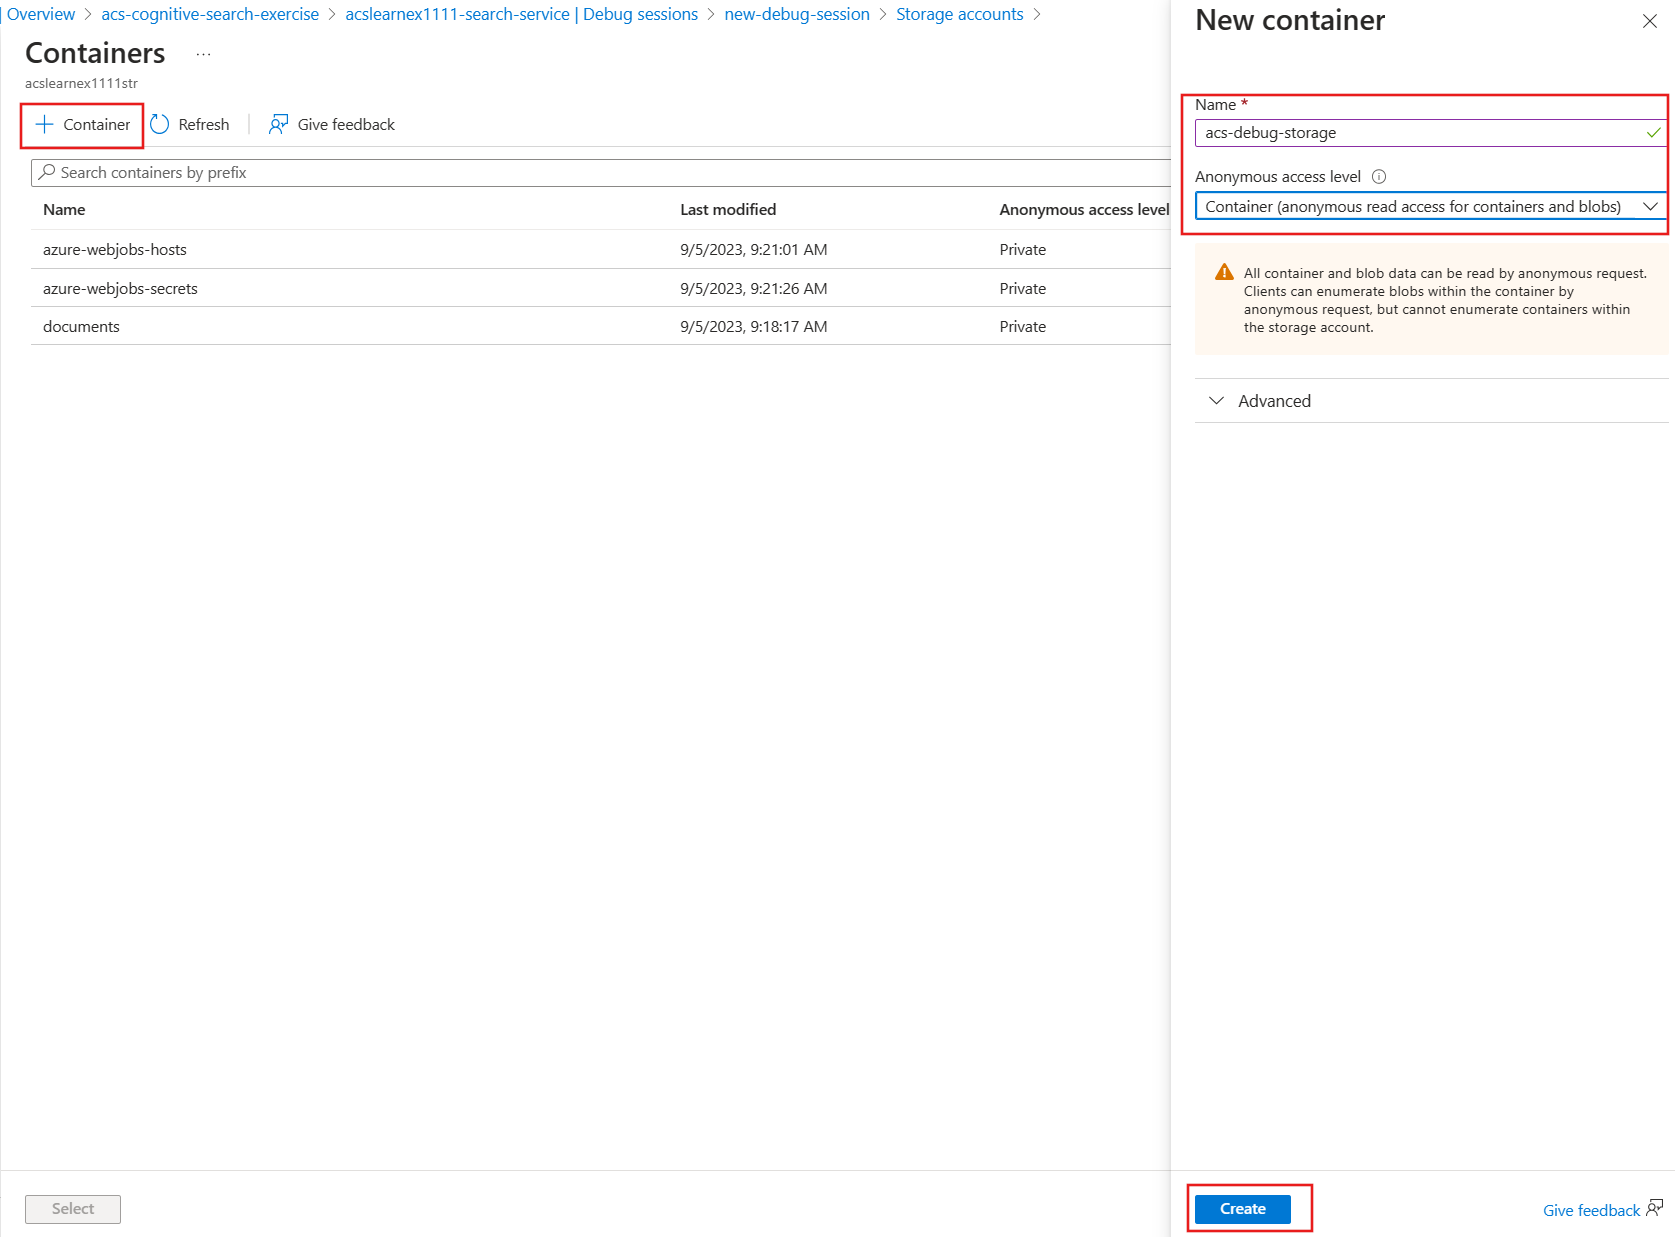 Overview > acs-cognitive-search-exercise > acslearnex1111-search-service | Debug sessions > new-debug-session > Storage accounts >
Containers ...
acslearnex1111str
+ Container Refresh | Give feedback
Search containers by prefix
Name Last modified Anonymous access level
azure-webjobs-hosts 9/5/2023, 9:21:01 AM Private
azure-webjobs-secrets 9/5/2023, 9:21:26 AM Private
documents 9/5/2023, 9:18:17 AM Private
Select
New container
Name *
acs-debug-storage
Anonymous access level
Container (anonymous read access for containers and blobs)
All container and blob data can be read by anonymous request.
Clients can enumerate blobs within the container by
anonymous request, but cannot enumerate containers within
the storage account.
Advanced
Create
Give feedback